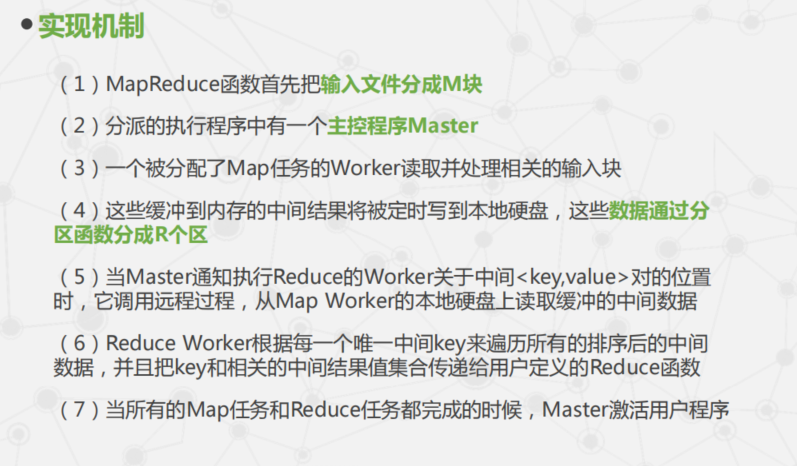 ●实现机制
（1）MapReduce函数首先把输入文件分成M块
（2）分派的执行程序中有一个主控程序Master
（3）一个被分配了Map任务的Worker读取并处理相关的输入块
（4）这些缓冲到内存的中间结果将被定时写到本地硬盘，这些数据通过分
区函数分成R个区
（5）当Master通知执行Reduce的Worker关于中间<key,value>对的位置
时，它调用远程过程，从Map Worker的本地硬盘上读取缓冲的中间数据
（6）Reduce Worker根据每一个唯一中间key来遍历所有的排序后的中间
数据，并且把key和相关的中间结果值集合传递给用户定义的Reduce函数
（7）当所有的Map任务和Reduce任务都完成的时候，Master激活用户程序